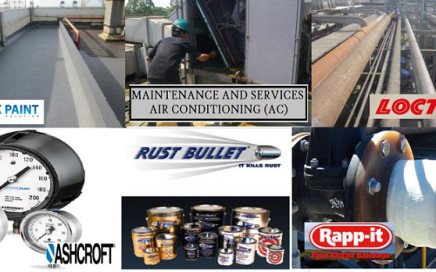 K PAINT
MAINTENANCE AND SERVICES
AIR CONDITIONING (AC)
LOCT
ASHCROFT
RUST BULLET
IT KILLS RUST
Rapp-it